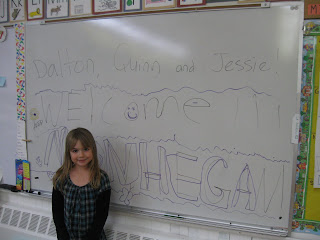 Dalton, Quinn and Jessie!
WElcomE To
MONHEGAN